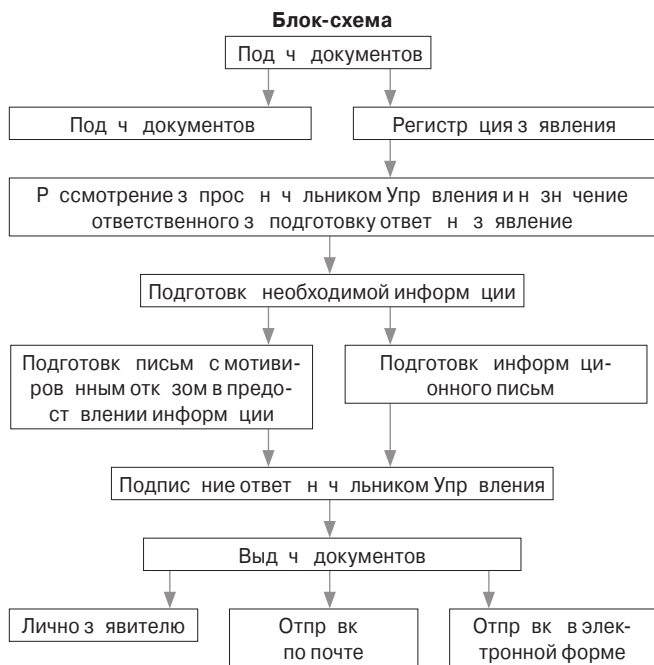 Блок-схема
Под ч документов
Под ч документов
Регистр ция з явления
Р ссмотрение з прос н ч льником Упр вления и н зн чение
ответственного з подготовку ответ н з явление
Подготовк необходимой информ ции
Подготовк письм с мотиви-
ров нным отк зом в предо-
ст влении информ ции
Подготовк информ ци-
онного письм
Подпис ние ответ н ч льником Упр вления
Выд ч документов
Лично з явителю
Отпр вк
по почте
Отпр вк в элек-
тронной форме